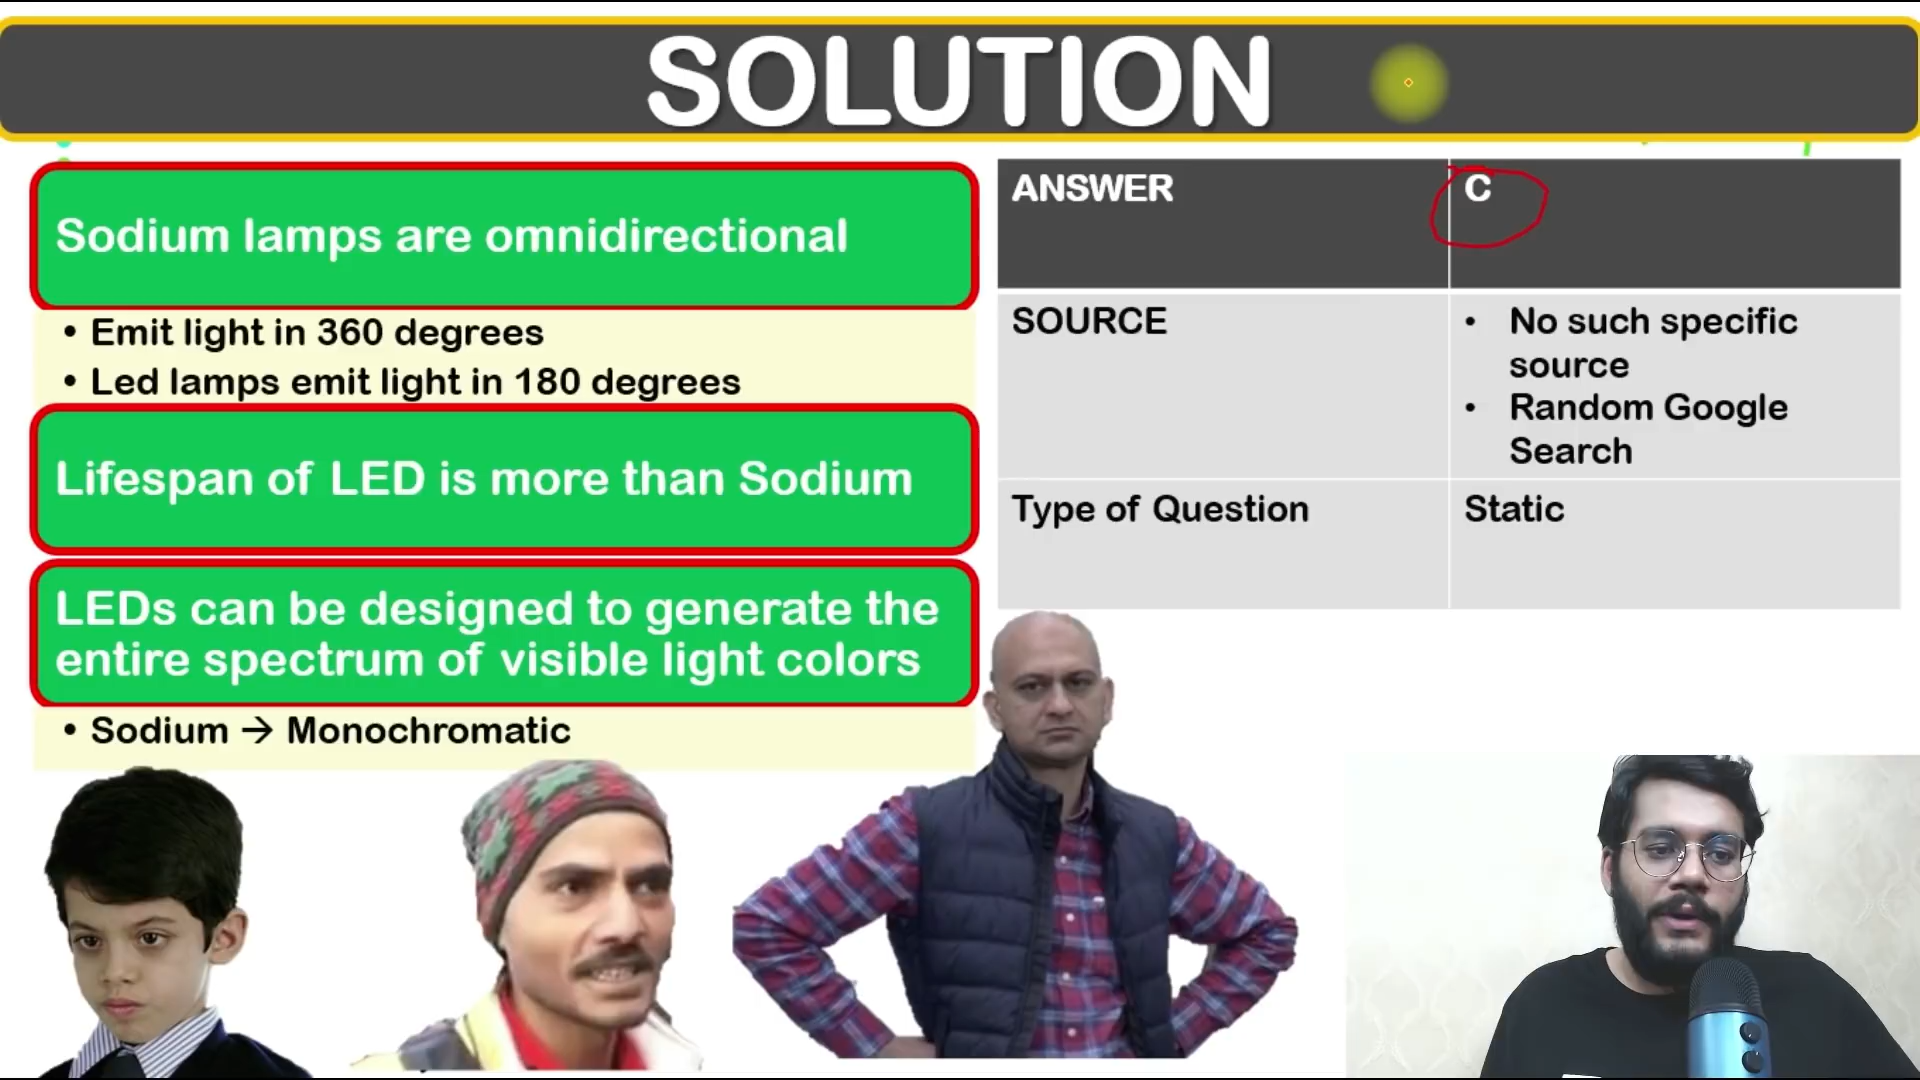 SOLUTION
Sodium lamps are omnidirectional
• Emit light in 360 degrees
• Led lamps emit light in 180 degrees
Lifespan of LED is more than Sodium
LEDs can be designed to generate the
entire spectrum of visible light colors
• Sodium → Monochromatic
ANSWER C
SOURCE
• No such specific
source
• Random Google
Search
Type of Question Static